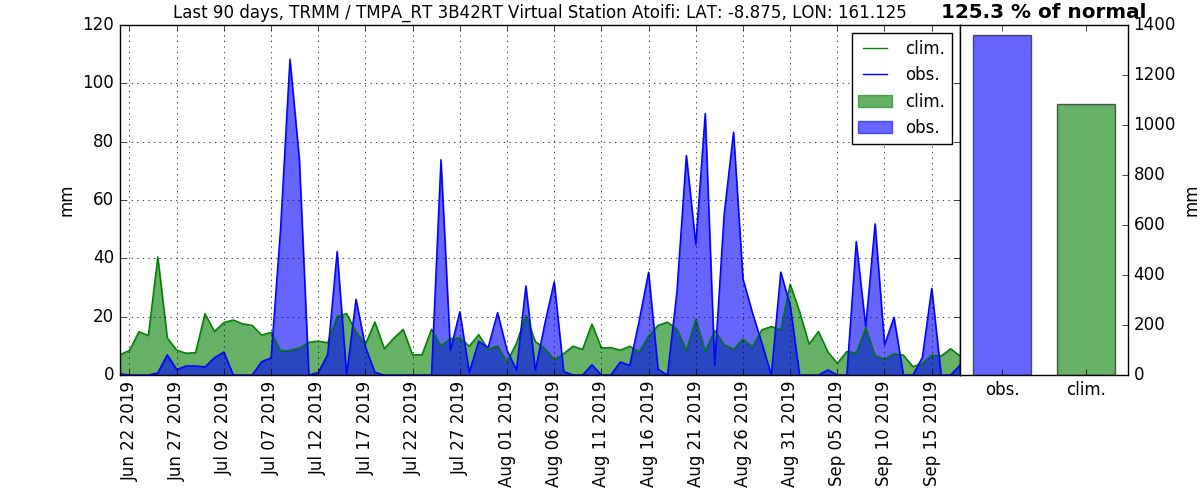 Last 90 days, TRMM / TMPA_RT 3B42RT Virtual Station Atoifi: LAT: -8.875, LON: 161.125
125.3 % of normal
120
100
80
60
40
20
0
mm
clim.
obs.
clim.
obs.
1400
1200
1000
800
600
400
200
0
mm
obs.
clim.
Jun 22 2019
Jun 27 2019
Jul 02 2019
Jul 07 2019
Jul 12 2019
Jul 17 2019
Jul 22 2019
Jul 27 2019
Aug 01 2019
Aug 06 2019
Aug 11 2019
Aug 16 2019
Aug 21 2019
Aug 26 2019
Aug 31 2019
Sep 05 2019
Sep 10 2019
Sep 15 2019